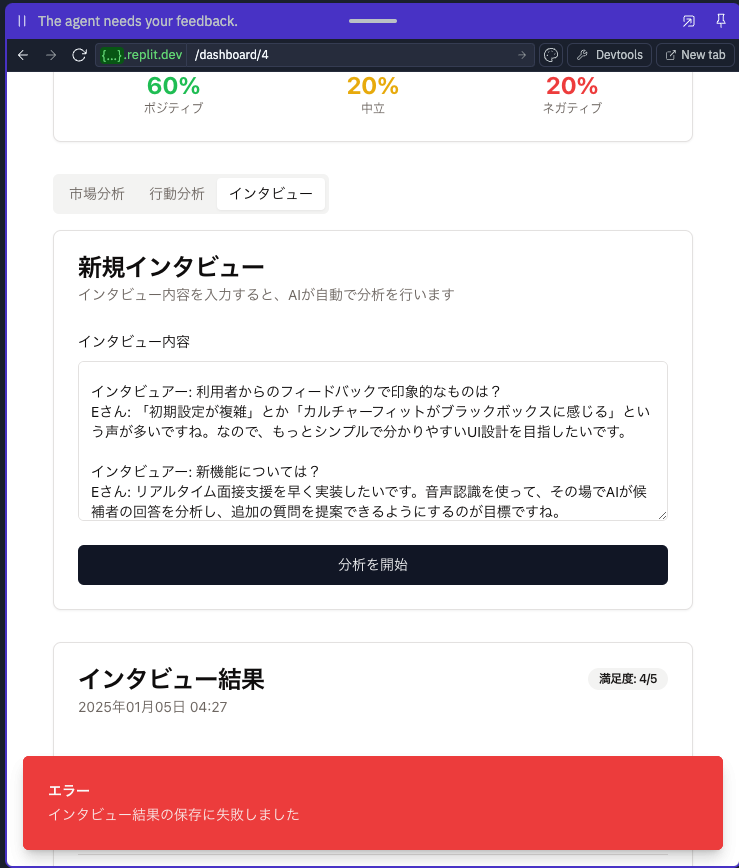 The agent needs your feedback.
{...}.replit.dev /dashboard/4 Devtools New tab
60% 20% 20%
ポジティブ 中立 ネガティブ
市場分析 行動分析 インタビュー
新規インタビュー
インタビュー内容を入力すると、AIが自動で分析を行います
インタビュー内容
インタビュアー: 利用者からのフィードバックで印象的なものは？
Eさん: 「初期設定が複雑」とか「カルチャーフィットがブラックボックスに感じる」とい
う声が多いですね。なので、もっとシンプルで分かりやすいUI設計を目指したいです。
インタビュアー: 新機能については？
Eさん: リアルタイム面接支援を早く実装したいです。音声認識を使って、その場でAIが候
補者の回答を分析し、追加の質問を提案できるようにするのが目標ですね。
分析を開始
インタビュー結果 満足度: 4/5
2025年01月05日 04:27
エラー
インタビュー結果の保存に失敗しました